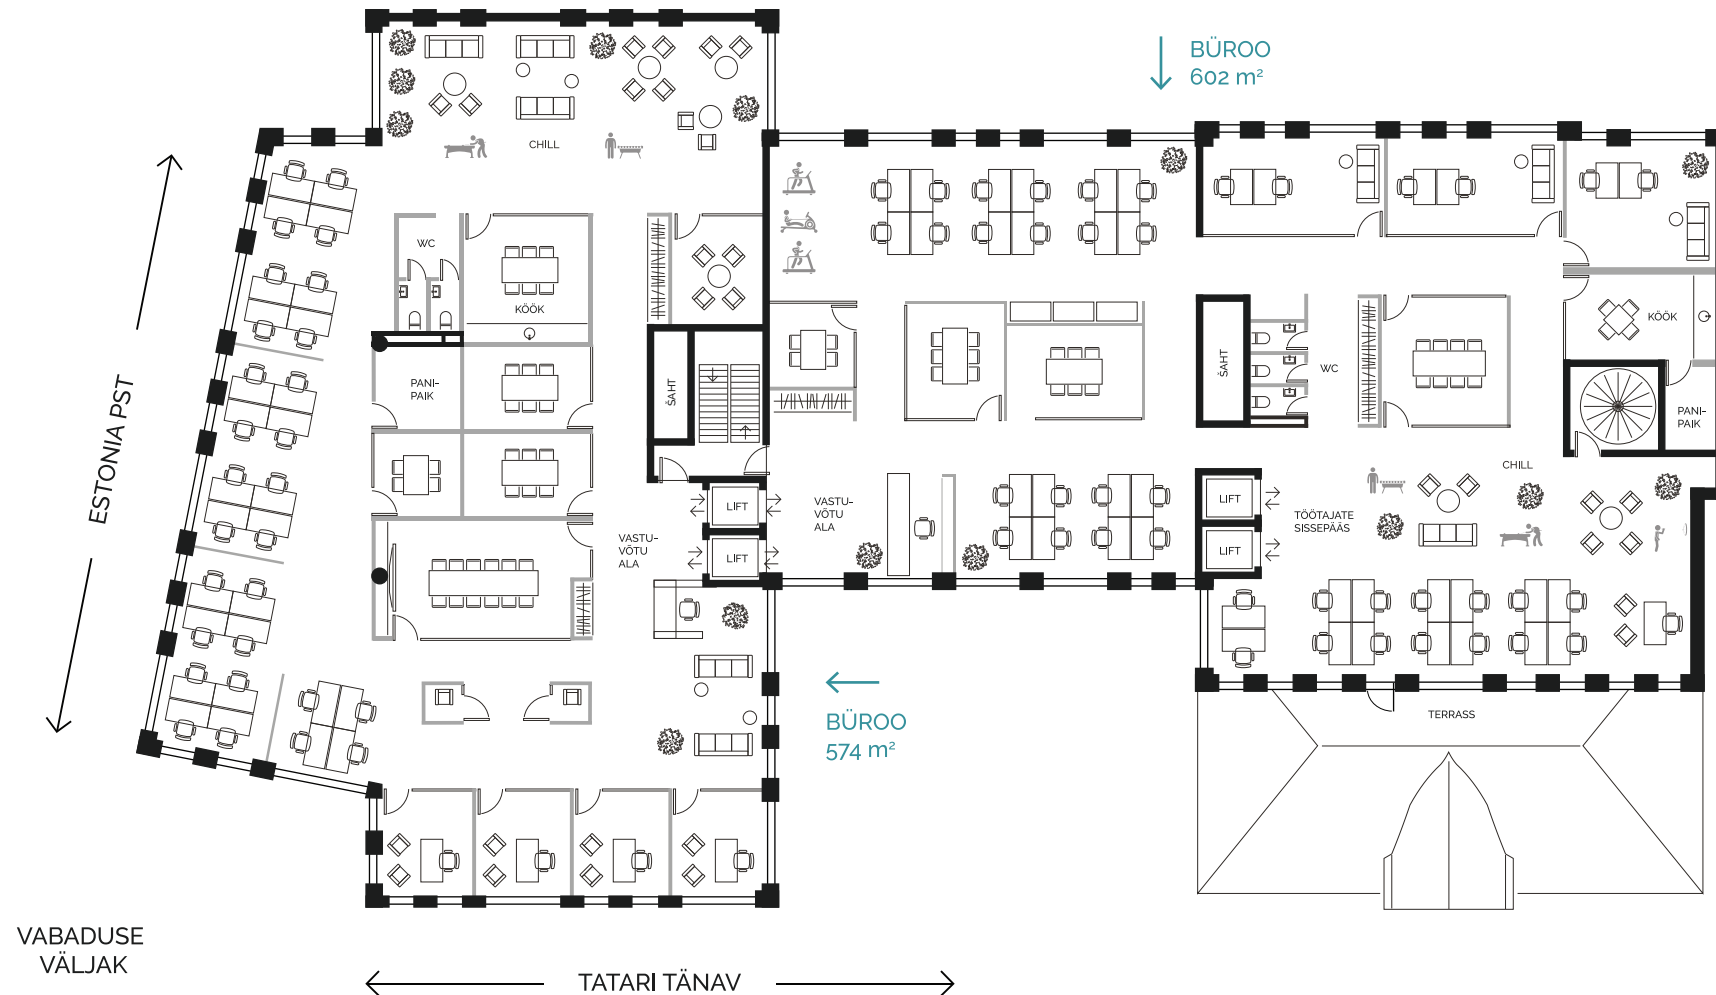 BÜROO
602 m²
CHILL
WC
KÖÖK
KÖÖK
ŠAHT
ŠAHT
WC
PANI-
PAIK
PANI-
PAIK
ESTONIA PST
CHILL
LIFT
LIFT
VASTU-
VÕTU
ALA
VASTU-
VÕTU
ALA
LIFT
LIFT
TÖÖTAJATE
SISSEPÄÄS
BÜROO
574 m²
TERRASS
VABADUSE
VÄLJAK
TATARI TÄNAV